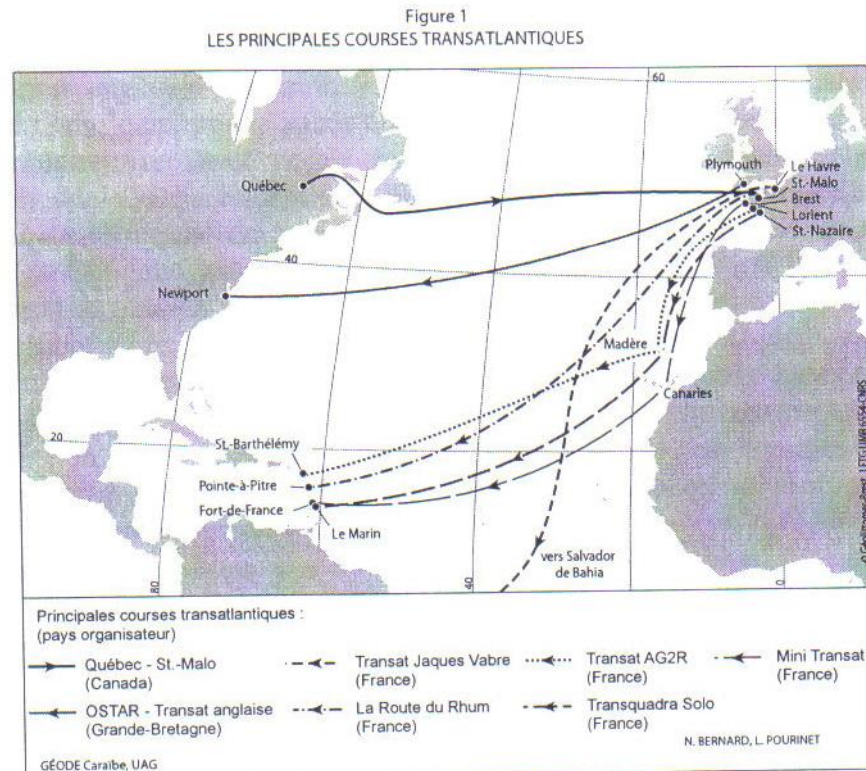 Figure 1
LES PRINCIPALES COURSES TRANSATLANTIQUES
60
Plymouth
Le Havre
St.-Malo
Brest
Lorient
St.-Nazaire
Québec
40
Newport
Madère
Canaries
20
St.-Barthélémy
Pointe-à-Pitre
Fort-de-France
Le Marin
vers Salvador
de Bahia
80
40
0
Principales courses transatlantiques :
(pays organisateur)
Québec - St.-Malo
(Canada)
Transat Jaques Vabre
(France)
Transat AG2R
(France)
Mini Transat
(France)
OSTAR - Transat anglaise
(Grande-Bretagne)
La Route du Rhum
(France)
Transquadra Solo
(France)
N. BERNARD, L. POURINET
GÉODE Caraïbe, UAG